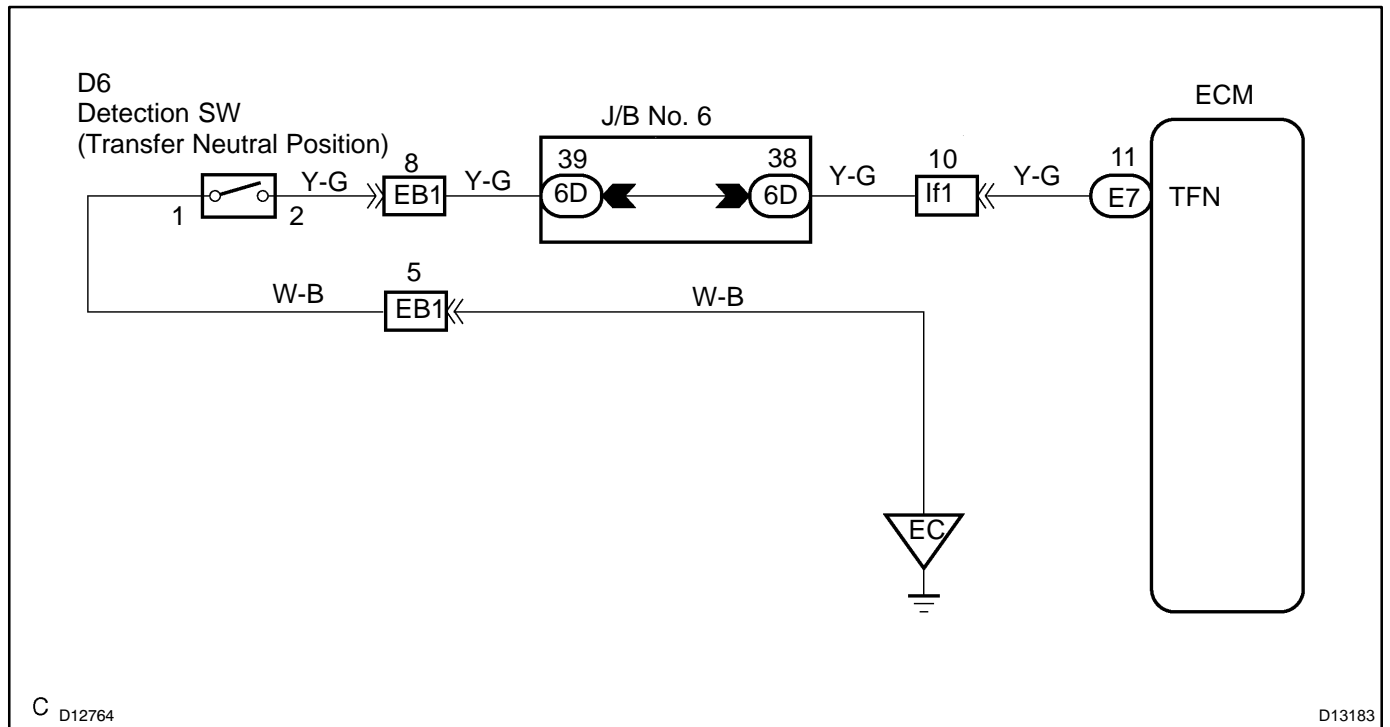 D6
Detection SW
(Transfer Neutral Position)
J/B No. 6
ECM
8
39
38
10
11
1
2
Y-G
EB1
Y-G
6D
6D
Y-G
If1
Y-G
E7
TFN
5
W-B
EB1
W-B
EC
C D12764
D13183